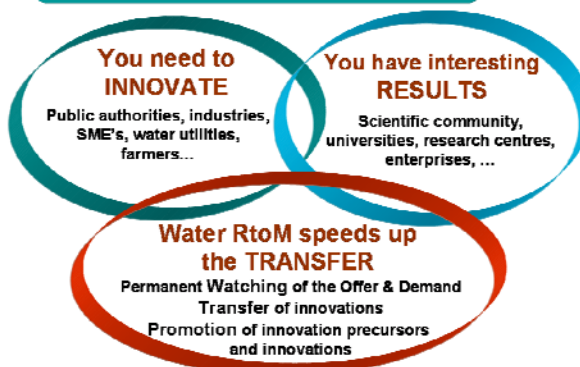 You need to
INNOVATE
Public authorities, industries,
SME's, water utilities,
farmers...
You have interesting
RESULTS
Scientific community,
universities, research centres,
enterprises, ...
Water RtoM speeds up
the TRANSFER
Permanent Watching of the Offer & Demand
Transfer of innovations
Promotion of innovation precursors
and innovations